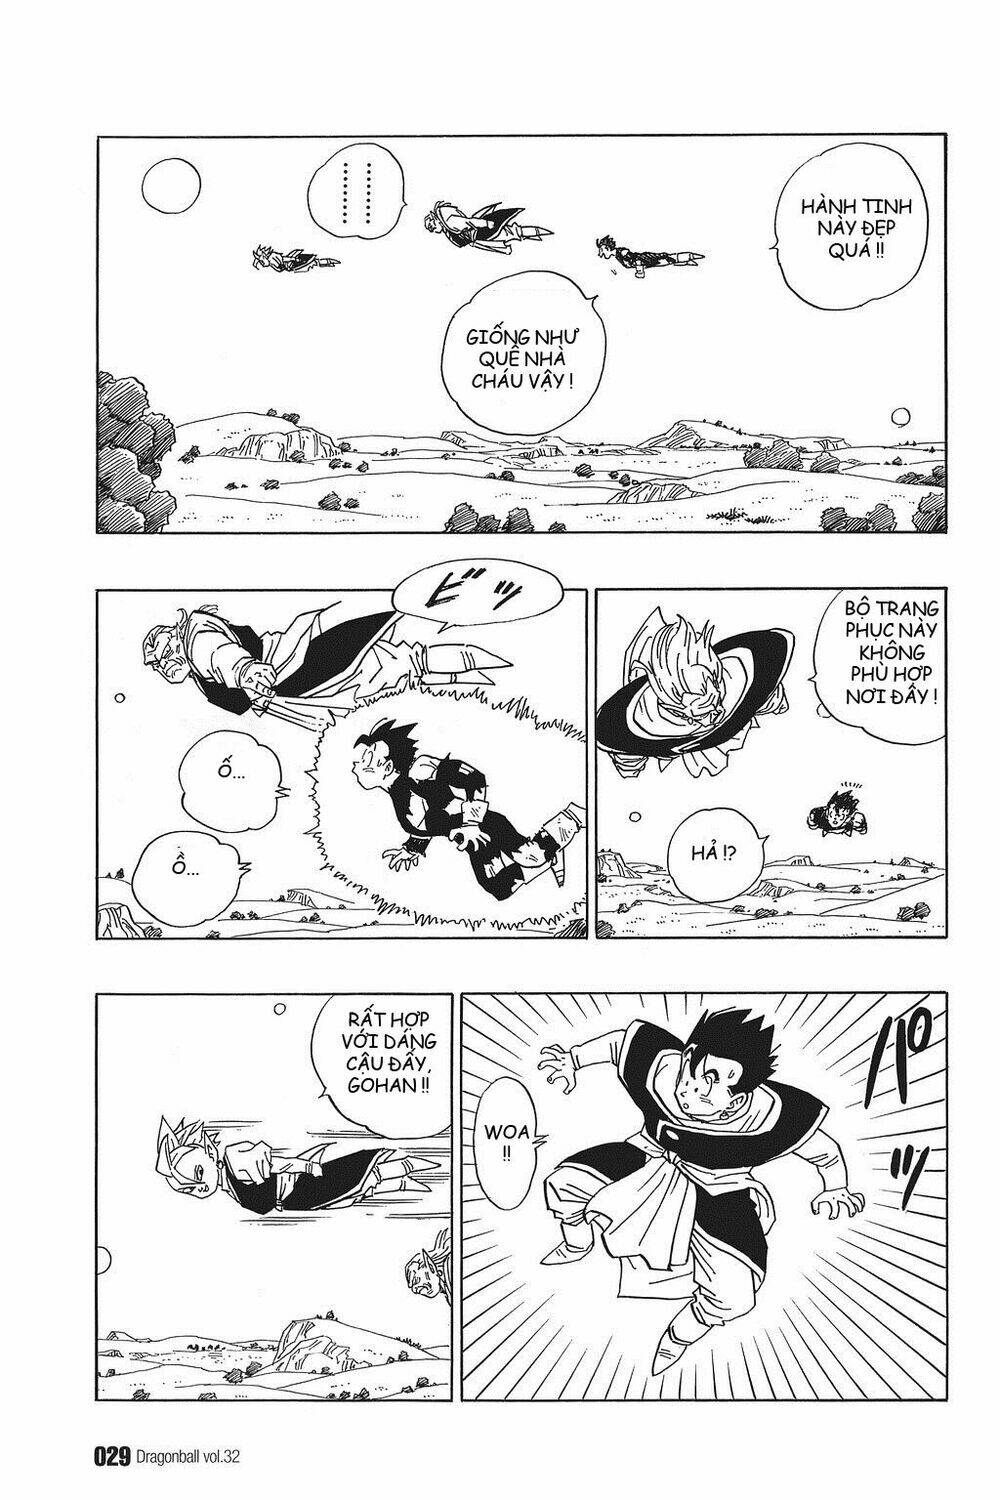 HÀNH TINH
NÀY ĐẸP
QUÁ !!
GIỐNG NHƯ
QUÊ NHÀ
CHÁU VẬY !
BỘ TRANG
PHỤC NÀY
KHÔNG
PHÙ HỢP
NƠI ĐÂY !
HẢ !?
ビッ
Ố...
Ồ...
パッ
WOA
!!
RẤT HỢP
VỚI DÁNG
CẬU ĐẤY,
GOHAN !!
029 Dragonball vol.32